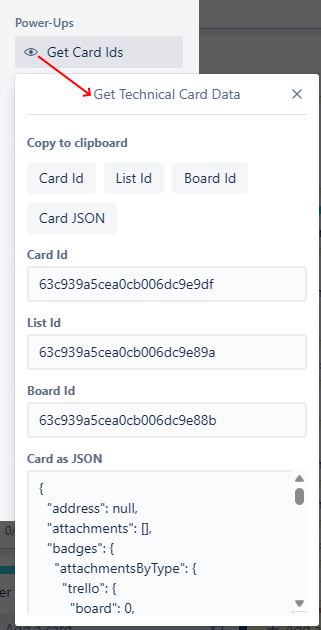 Power-Ups
Get Card Ids
Get Technical Card Data
Copy to clipboard
Card Id List Id Board Id
Card JSON
Card Id
63c939a5cea0cb006dc9e9df
List Id
63c939a5cea0cb006dc9e89a
Board Id
63c939a5cea0cb006dc9e88b
Card as JSON
{
"address": null,
"attachments": [],
"badges": {
"attachmentsByType": {
"trello": {
"board": 0,